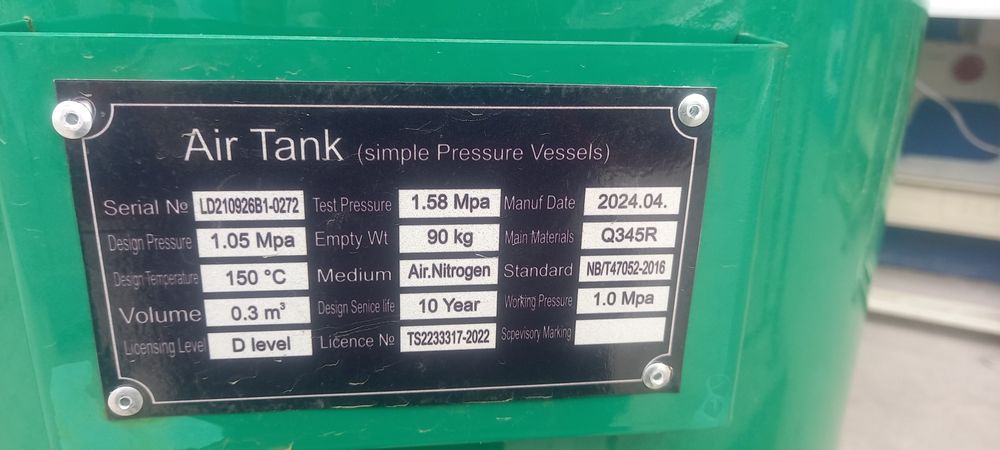 Air Tank (simple Pressure Vessels)
Serial № LD210926B1-0272 Test Pressure 1.58 Mpa Manuf Date 2024.04.
Design Pressure 1.05 Mpa Empty Wt 90 kg Main Materials Q345R
Design Temperature 150 °C Medium Air.Nitrogen Standard NB/T47052-2016
Volume 0.3 m³ Design Senice life 10 Year Working Pressure 1.0 Mpa
Licensing Level D level Licence № TS2233317-2022 Scpevisory Marking